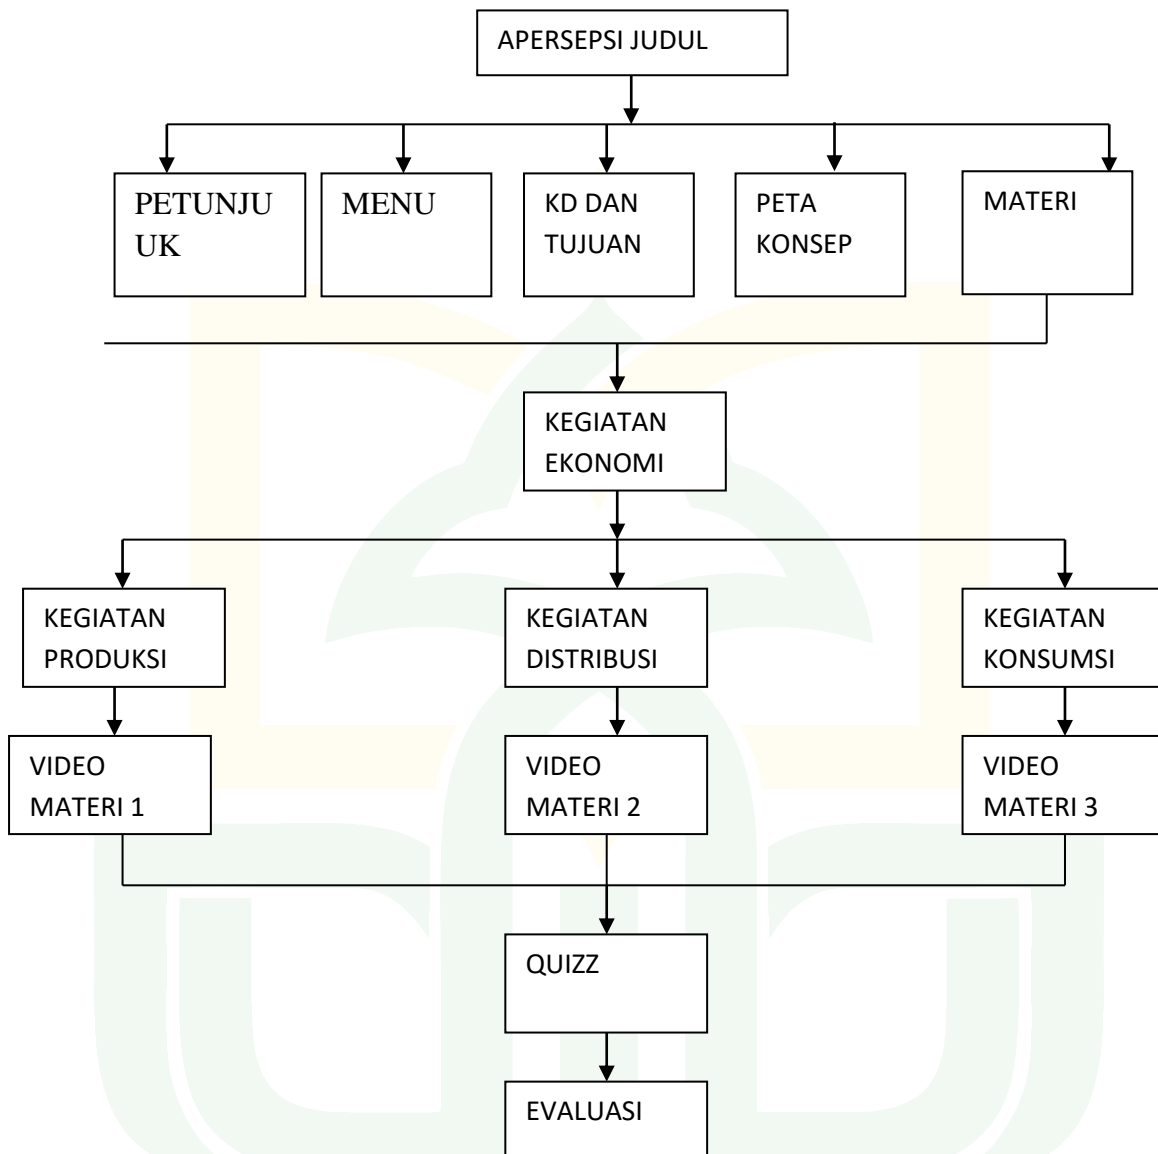 APERSEPSI JUDUL
PETUNJU
UK
MENU
KD DAN
TUJUAN
PETA
KONSEP
MATERI
KEGIATAN
EKONOMI
KEGIATAN
PRODUKSI
KEGIATAN
DISTRIBUSI
KEGIATAN
KONSUMSI
VIDEO
MATERI 1
VIDEO
MATERI 2
VIDEO
MATERI 3
QUIZZ
EVALUASI